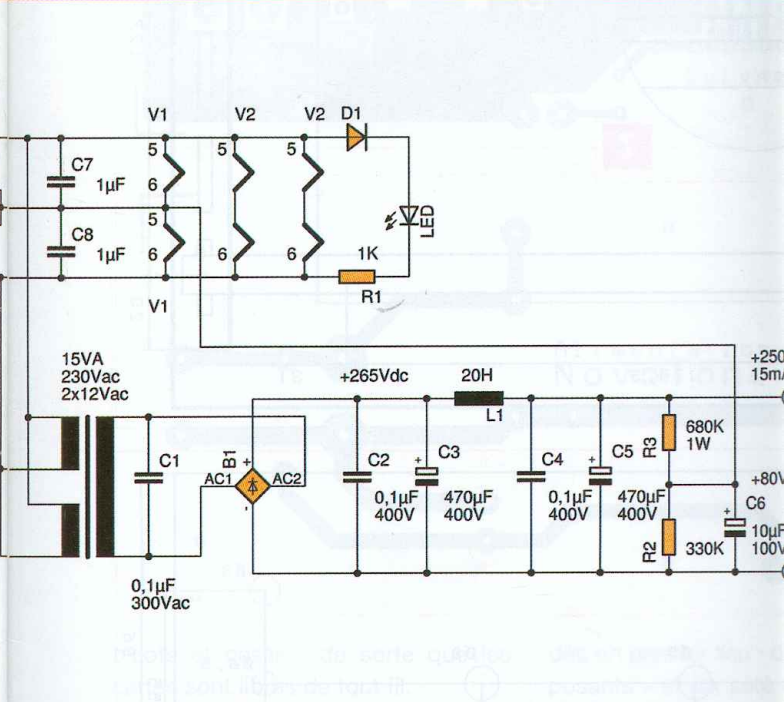 V1
V2
V2
D1
5
5
5
C7
1µF
6
5
LED
C8
1µF
6
6
6
1K
R1
V1
15VA
230Vac
2x12Vac
+265Vdc
20H
L1
+250
15m
680K
1W
R3
C1
B1
+
AC1
AC2
-
C2
+
C3
C4
+
C5
+80V
0,1µF
400V
470µF
400V
0,1µF
400V
470µF
400V
R2
330K
+
C6
10µF
100V
0,1µF
300Vac